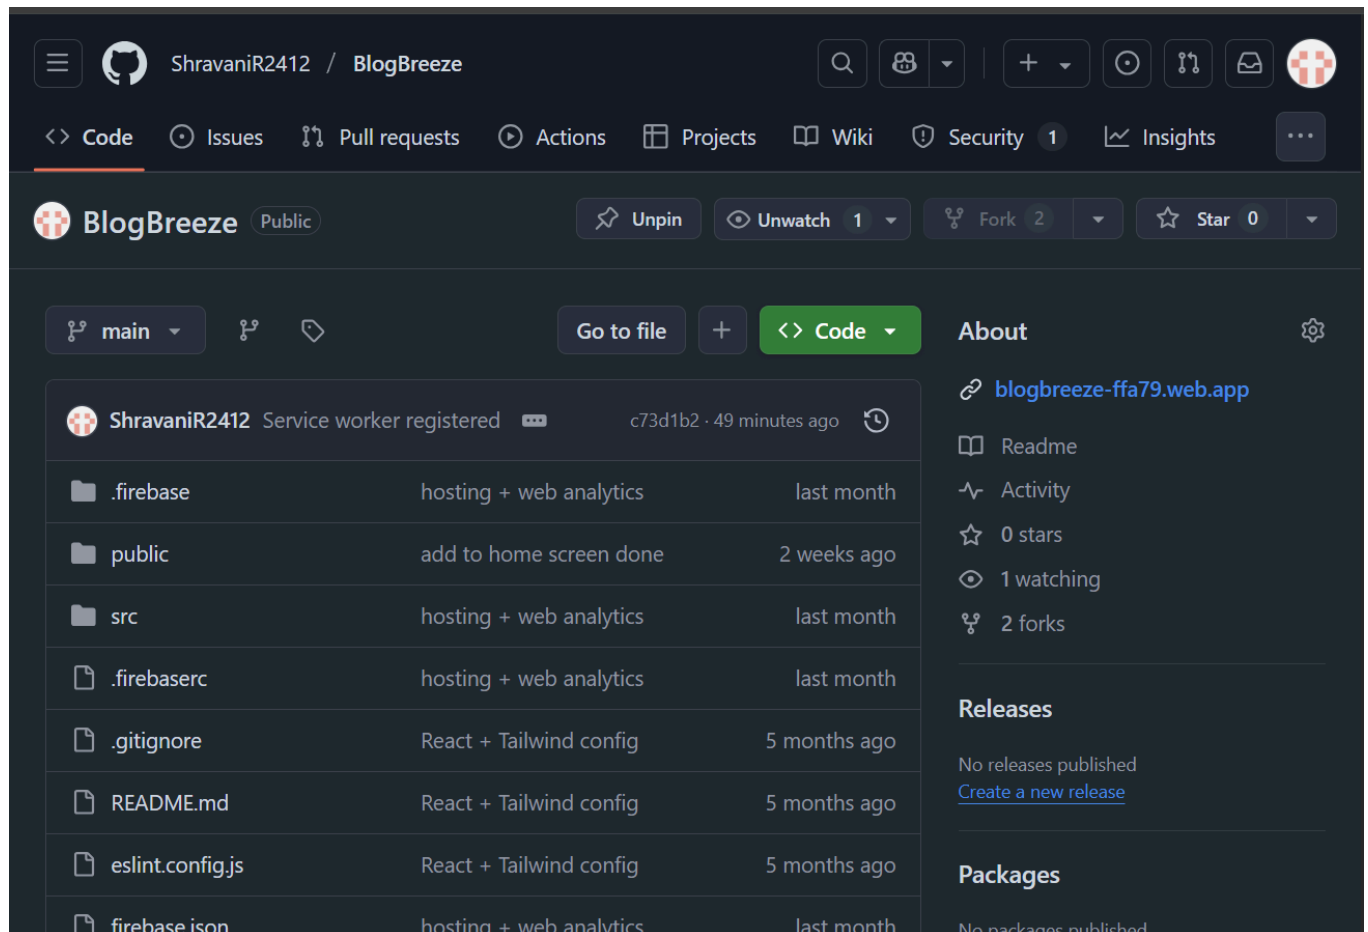 ShravaniR2412 / BlogBreeze
Code Issues Pull requests Actions Projects Wiki Security 1 Insights
BlogBreeze Public Unpin Unwatch 1 Fork 2 Star 0
main Go to file Code
ShravaniR2412 Service worker registered c73d1b2 · 49 minutes ago
.firebase hosting + web analytics last month
public add to home screen done 2 weeks ago
src hosting + web analytics last month
.firebaserc hosting + web analytics last month
.gitignore React + Tailwind config 5 months ago
README.md React + Tailwind config 5 months ago
eslint.config.js React + Tailwind config 5 months ago
firebase.json hosting + web analytics last month
About
blogbreeze-ffa79.web.app
Readme
Activity
0 stars
1 watching
2 forks
Releases
No releases published
Create a new release
Packages
No packages published